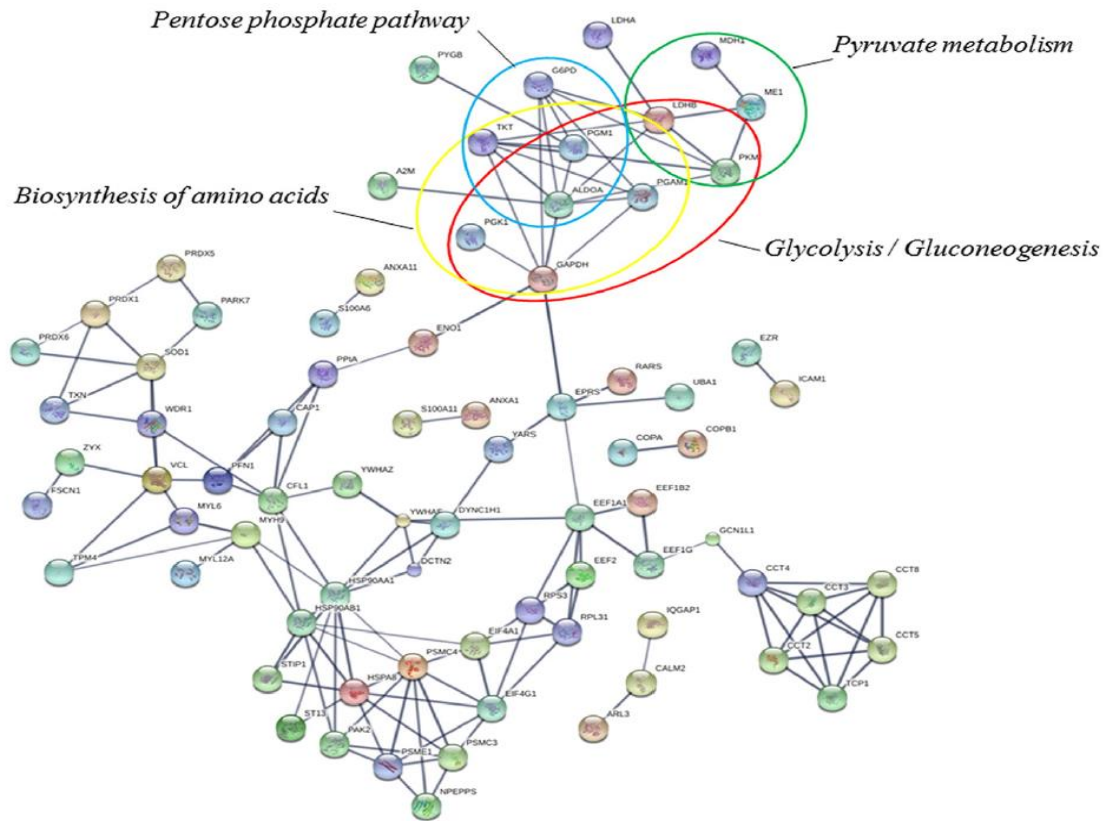 Pentose phosphate pathway
LDHA
MDH1
Pyruvate metabolism
PYGB
G6PD
ME1
LDHB
TKT
PGM1
PKM
A2M
ALDOA
PGAM1
Biosynthesis of amino acids
PGK1
Glycolysis / Gluconeogenesis
GAPDH
PRDX5
ANXA11
PRDX1
PARK7
S100A6
PRDX6
ENO1
SOD1
PPIA
EZR
RARS
ICAM1
UBA1
EPRS
TXN
WDR1
CAP1
S100A11
ANXA1
YARS
COPA
COPB1
ZYX
VCL
PFN1
YWHAZ
FSCN1
CFL1
EEF1B2
MYL6
MYH9
YWHAE
DYNC1H1
EEF1A1
GCN1L1
EEF1G
TPM4
MYL12A
DCTN2
EEF2
CCT4
CCT8
HSP90AA1
CCT3
RPS3
HSP90AB1
RPL31
IQGAP1
EIF4A1
CCT5
CCT2
STIP1
PSMC4
CALM2
TCP1
HSPA8
EIF4G1
ST13
ARL3
PAK2
PSME1
PSMC3
NPEPPS